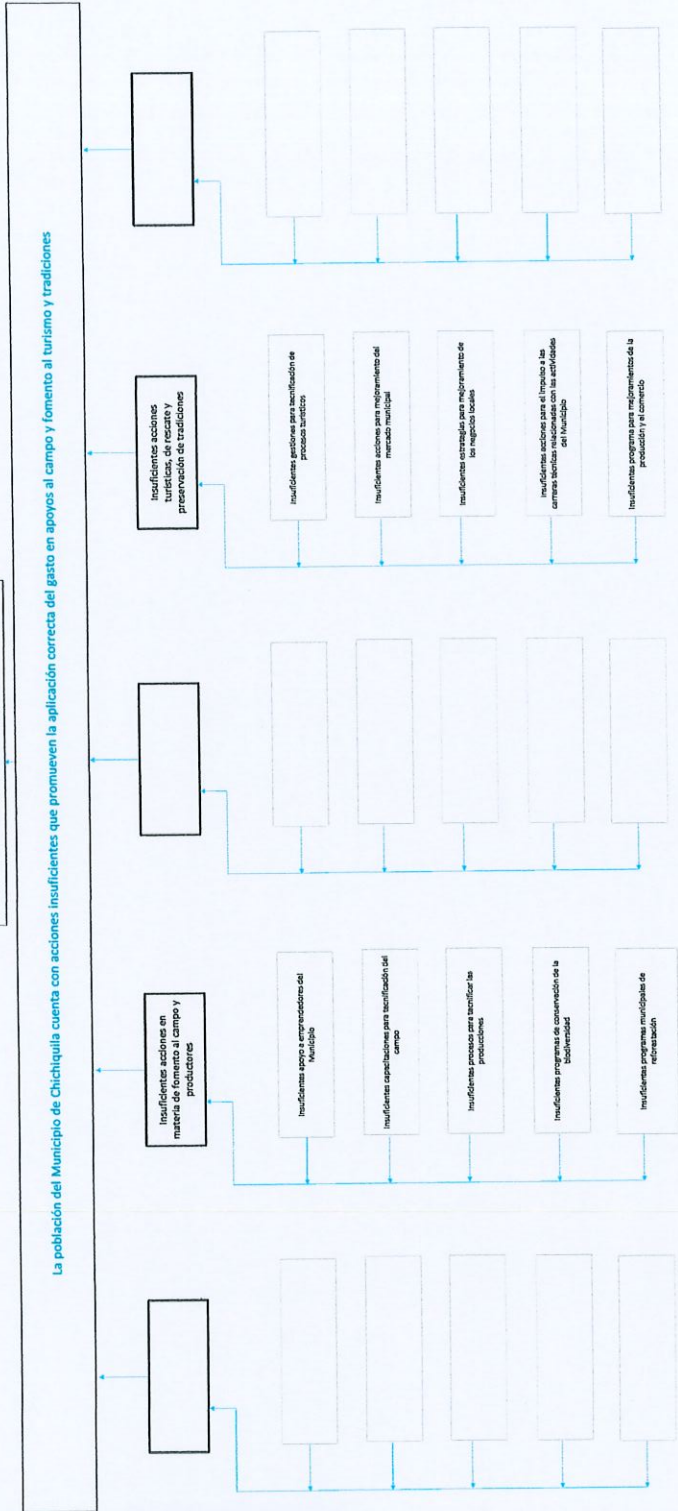 La población del Municipio de Chichiquila cuenta con acciones insuficientes que promueven la aplicación correcta del gasto en apoyos al campo y fomento al turismo y tradiciones
Insuficientes acciones en
materia de fomento al campo y
productores
Insuficientes apoyo a emprendedores del
Municipio
Insuficientes capacitaciones para tecnificación del
campo
Insuficientes procesos para tecnificar las
producciones
Insuficientes programas de conservación de la
biodiversidad
Insuficientes programas municipales de
reforestación
Insuficientes acciones
turísticas, de rescate y
preservación de tradiciones
Insuficientes gestiones para tecnificación de
procesos turísticos
Insuficientes acciones para mejoramiento del
mercado municipal
Insuficientes estrategias para mejoramiento de
los negocios locales
Insuficientes acciones para el impulso a las
carreras técnicas relacionadas con las actividades
del Municipio
Insuficientes programa para mejoramientos de la
producción y el comercio